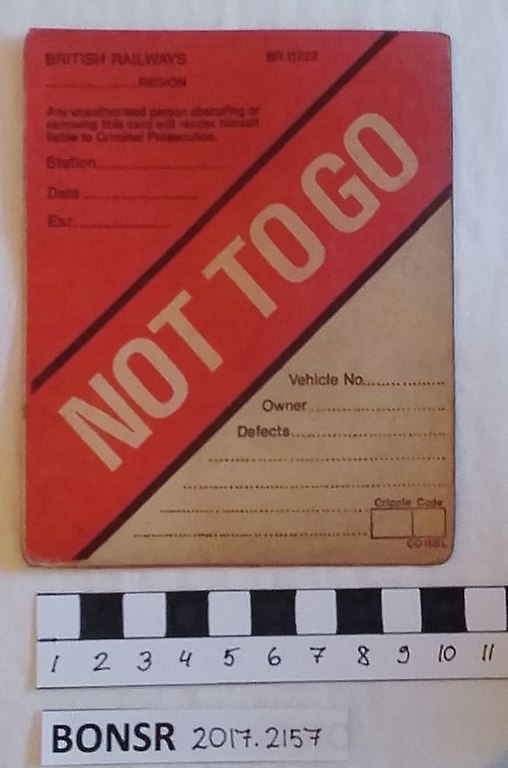 BRITISH RAILWAYS BR 11222
....................REGION
Any unauthorised person obscuring or
removing this card will render himself
liable to Criminal Prosecution.
Station....................
Date....................
Exr.....................
NOT TO GO
Vehicle No...............
Owner.........................
Defects............................
Cripple Code
1 2 3 4 5 6 7 8 9 10 11
BONSR 2017.2157